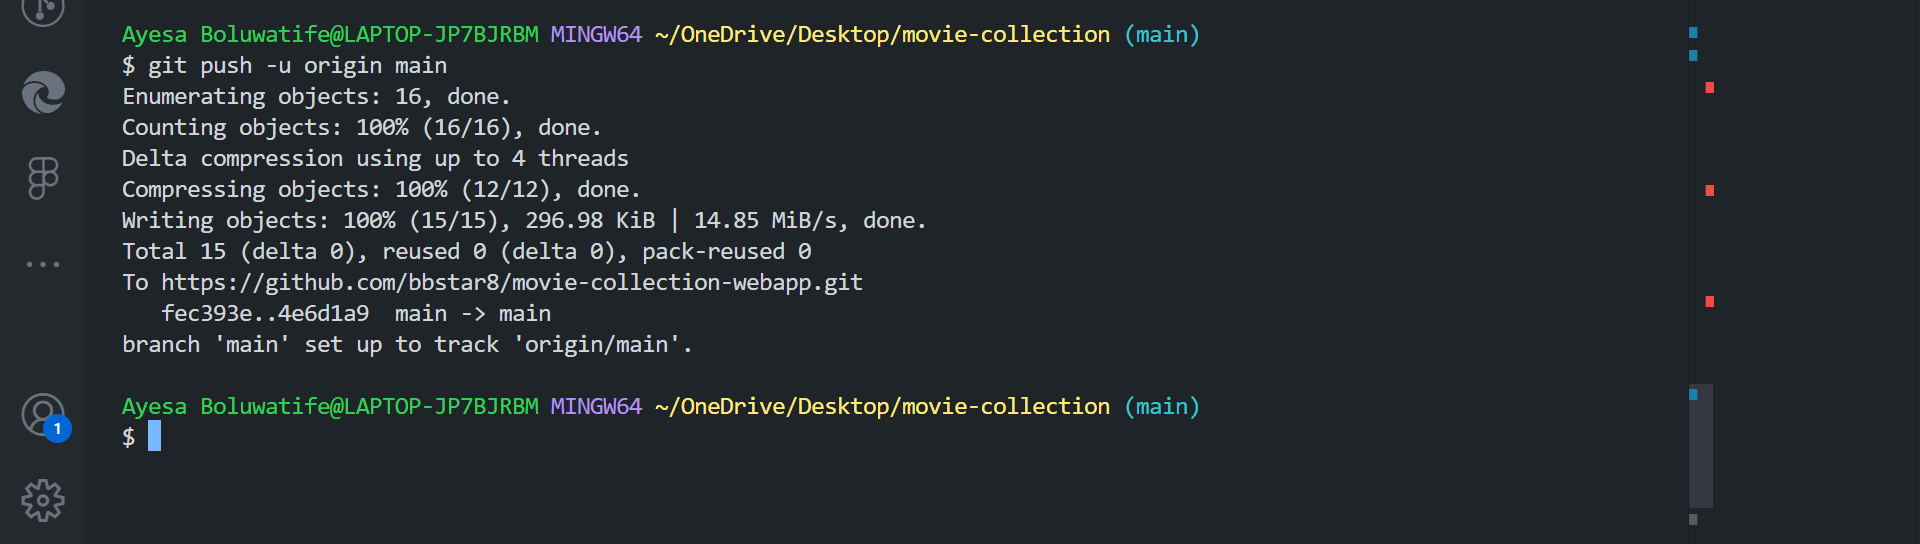 Ayesa Boluwatife@LAPTOP-JP7BJRBM MINGW64 ~/OneDrive/Desktop/movie-collection (main)
$ git push -u origin main
Enumerating objects: 16, done.
Counting objects: 100% (16/16), done.
Delta compression using up to 4 threads
Compressing objects: 100% (12/12), done.
Writing objects: 100% (15/15), 296.98 KiB | 14.85 MiB/s, done.
Total 15 (delta 0), reused 0 (delta 0), pack-reused 0
To https://github.com/bbstar8/movie-collection-webapp.git
   fec393e..4e6d1a9  main -> main
branch 'main' set up to track 'origin/main'.
Ayesa Boluwatife@LAPTOP-JP7BJRBM MINGW64 ~/OneDrive/Desktop/movie-collection (main)
$
1